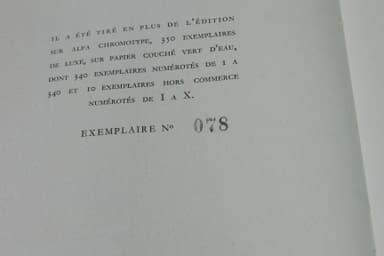 IL A ÉTÉ TIRÉ EN PLUS DE L'ÉDITION
SUR ALFA CHROMOTYPE, 350 EXEMPLAIRES
DE LUXE, SUR PAPIER COUCHÉ VERT D'EAU,
DONT 340 EXEMPLAIRES NUMÉROTÉS DE 1 A
340 ET 10 EXEMPLAIRES HORS COMMERCE
NUMÉROTÉS DE I A X.
EXEMPLAIRE Nº 078